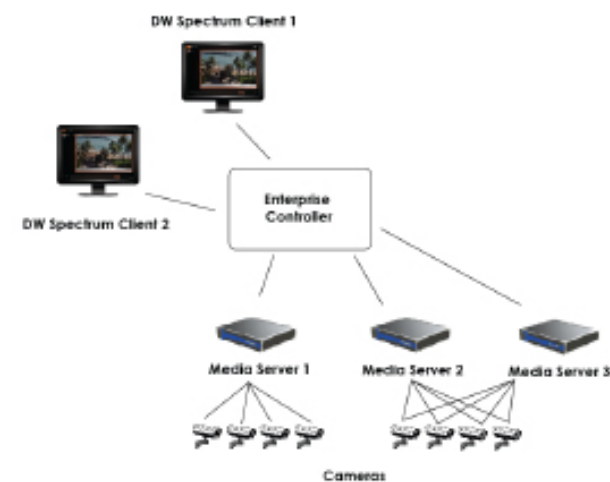 DW Spectrum Client 1
DW Spectrum Client 2
Enterprise
Controller
Media Server 1
Media Server 2
Media Server 3
Cameras